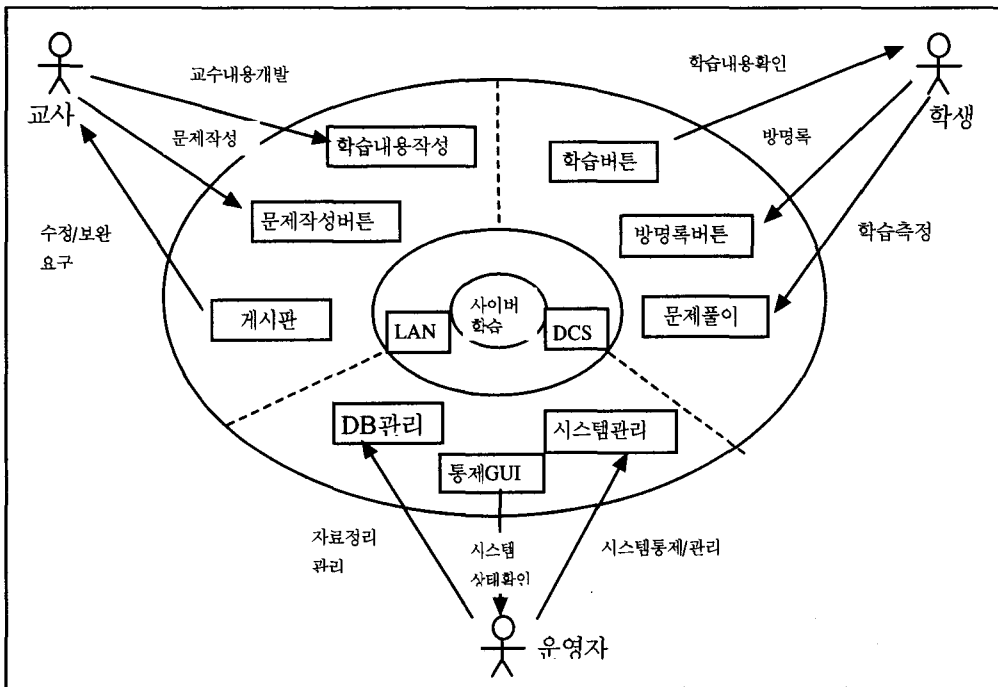 교수내용개발
학습내용확인
교사
학생
문제작성
방명록
학습내용작성
학습버튼
문제작성버튼
방명록버튼
수정/보완
요구
학습측정
게시판
사이버
학습
문제풀이
LAN
DCS
DB관리
시스템관리
통제GUI
자료정리
관리
시스템
상태확인
시스템통제/관리
운영자